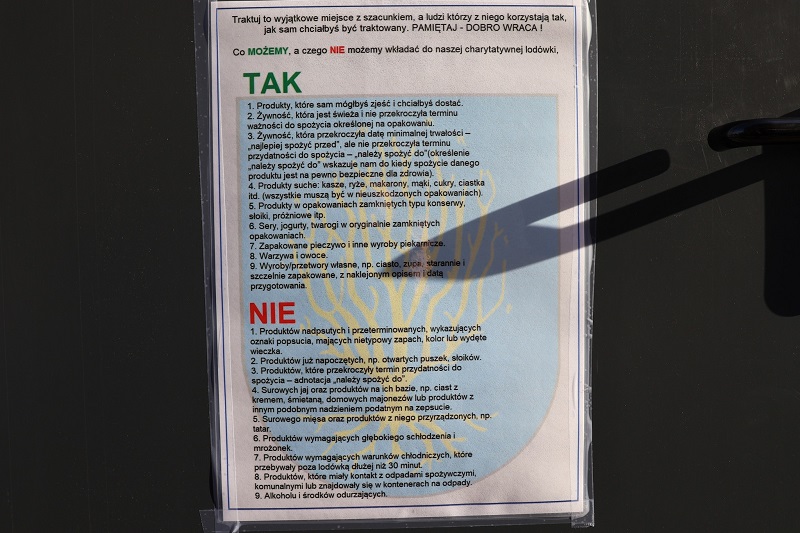 Traktuj to wyjątkowe miejsce z szacunkiem, a ludzi którzy z niego korzystają tak,
jak sam chciałbyś być traktowany. PAMIĘTAJ - DOBRO WRACA !
Co MOŻEMY, a czego NIE możemy wkładać do naszej charytatywnej lodówki,
TAK
1. Produkty, które sam mógłbyś zjeść i chciałbyś dostać.
2. Żywność, która jest świeża i nie przekroczyła terminu
ważności do spożycia określonej na opakowaniu.
3. Żywność, która przekroczyła datę minimalnej trwałości –
„najlepiej spożyć przed", ale nie przekroczyła terminu
przydatności do spożycia – „należy spożyć do"(określenie
„należy spożyć do" wskazuje nam do kiedy spożycie danego
produktu jest na pewno bezpieczne dla zdrowia).
4. Produkty suche: kasze, ryże, makarony, mąki, cukry, ciastka
itd. (wszystkie muszą być w nieuszkodzonych opakowaniach).
5. Produkty w opakowaniach zamkniętych typu konserwy,
słoiki, próżniowe itp.
6. Sery, jogurty, twarogi w oryginalnie zamkniętych
opakowaniach.
7. Zapakowane pieczywo i inne wyroby piekarnicze.
8. Warzywa i owoce.
9. Wyroby/przetwory własne, np. ciasto, zupa, starannie i
szczelnie zapakowane, z naklejonym opisem i datą
przygotowania.
NIE
1. Produktów nadpsutych i przeterminowanych, wykazujących
oznaki popsucia, mających nietypowy zapach, kolor lub wydęte
wieczka.
2. Produktów już napoczętych, np. otwartych puszek, słoików.
3. Produktów, które przekroczyły termin przydatności do
spożycia – adnotacja „należy spożyć do".
4. Surowych jaj oraz produktów na ich bazie, np. ciast z
kremem, śmietaną, domowych majonezów lub produktów z
innym podobnym nadzieniem podatnym na zepsucie.
5. Surowego mięsa oraz produktów z niego przyrządzonych, np.
tatar.
6. Produktów wymagających głębokiego schłodzenia i
mrożonek.
7. Produktów wymagających warunków chłodniczych, które
przebywały poza lodówką dłużej niż 30 minut.
8. Produktów, które miały kontakt z odpadami spożywczymi,
komunalnymi lub znajdowały się w kontenerach na odpady.
9. Alkoholu i środków odurzających.